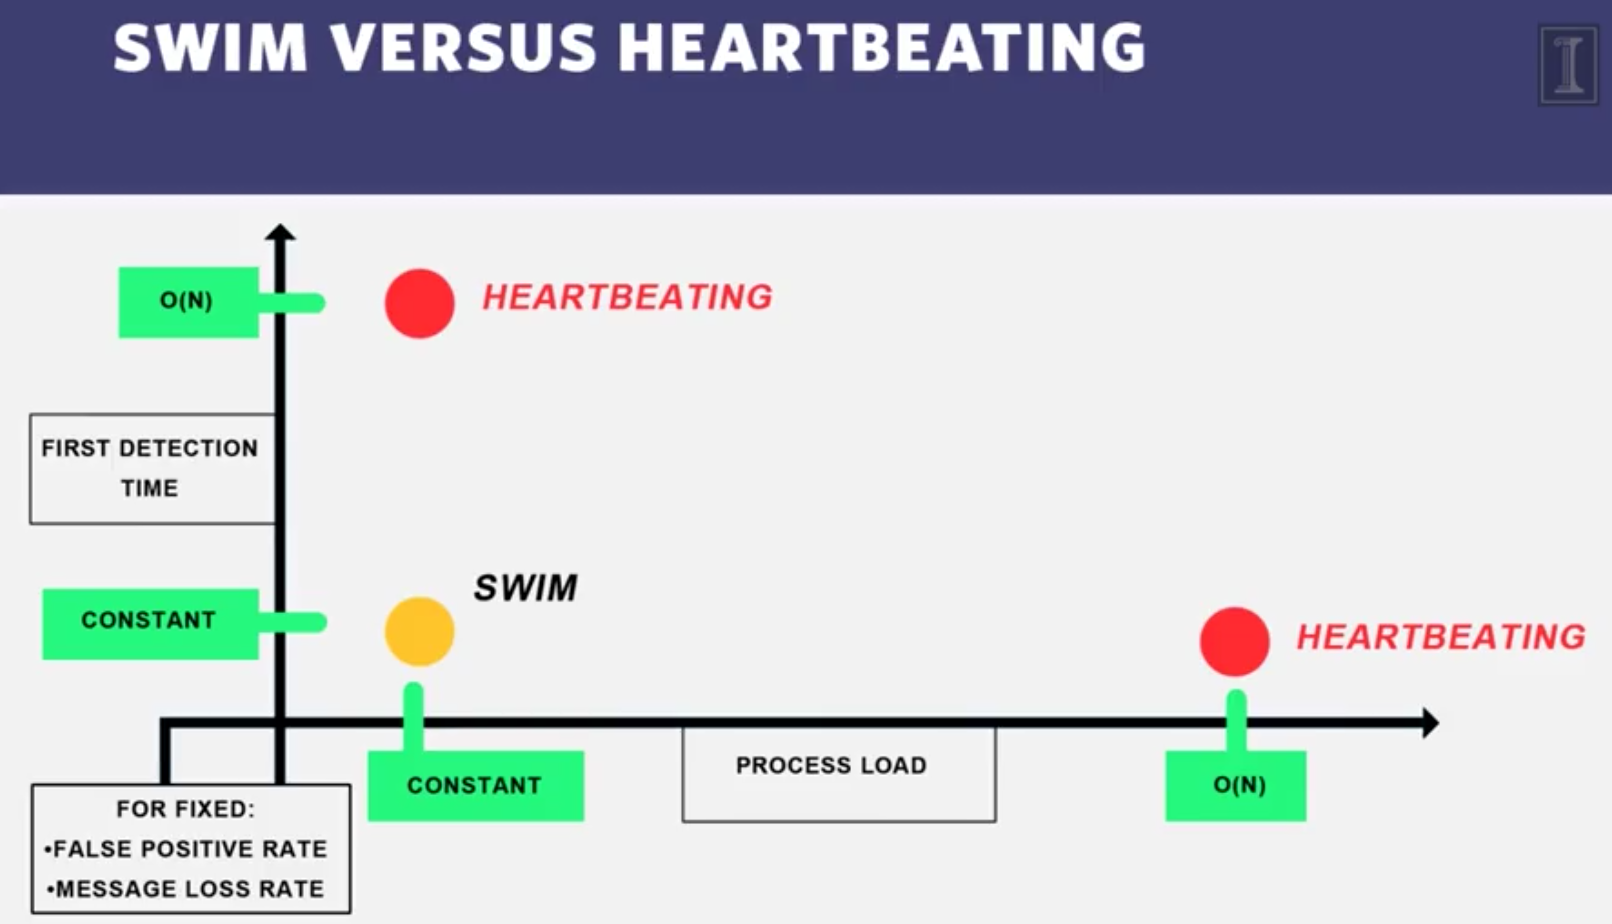 SWIM VERSUS HEARTBEATING
O(N)
HEARTBEATING
FIRST DETECTION
TIME
SWIM
CONSTANT
HEARTBEATING
PROCESS LOAD
CONSTANT
O(N)
FOR FIXED:
•FALSE POSITIVE RATE
•MESSAGE LOSS RATE